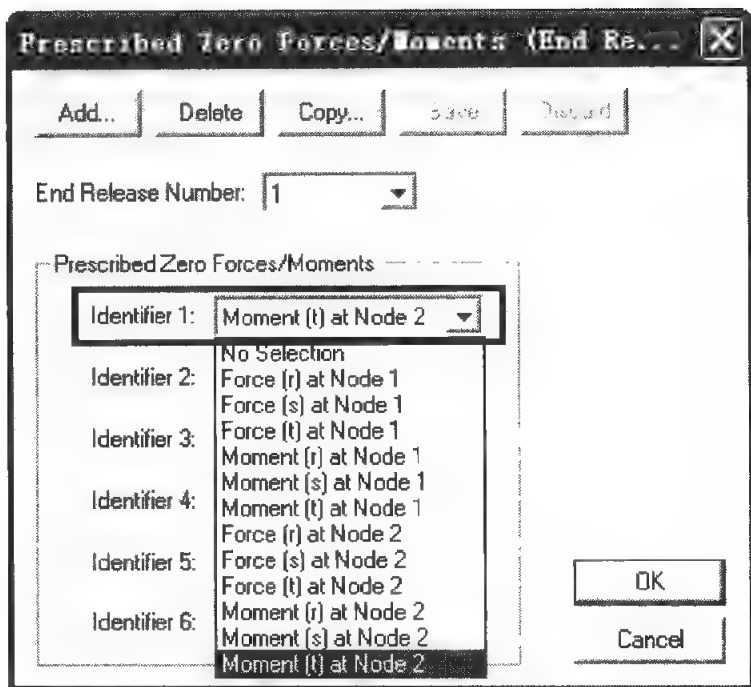 Prescribed Zero Forces/Moments (End Re...
Add... Delete Copy... Save Discard
End Release Number: 1
Prescribed Zero Forces/Moments
Identifier 1: Moment (t) at Node 2
No Selection
Identifier 2: Force (r) at Node 1
Force (s) at Node 1
Identifier 3: Force (t) at Node 1
Moment (r) at Node 1
Moment (s) at Node 1
Identifier 4: Moment (t) at Node 1
Force (r) at Node 2
Identifier 5: Force (s) at Node 2
Force (t) at Node 2
OK
Identifier 6: Moment (r) at Node 2
Moment (s) at Node 2
Cancel
Moment (t) at Node 2